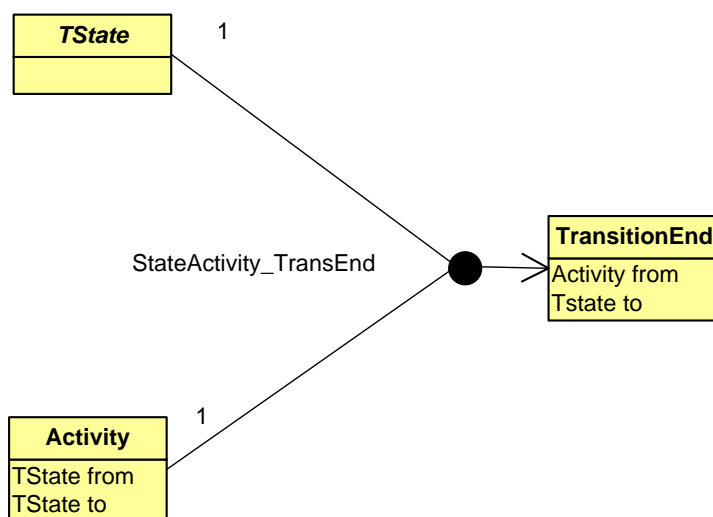 TState
1
StateActivity_TransEnd
TransitionEnd
Activity from
Tstate to
1
Activity
TState from
TState to